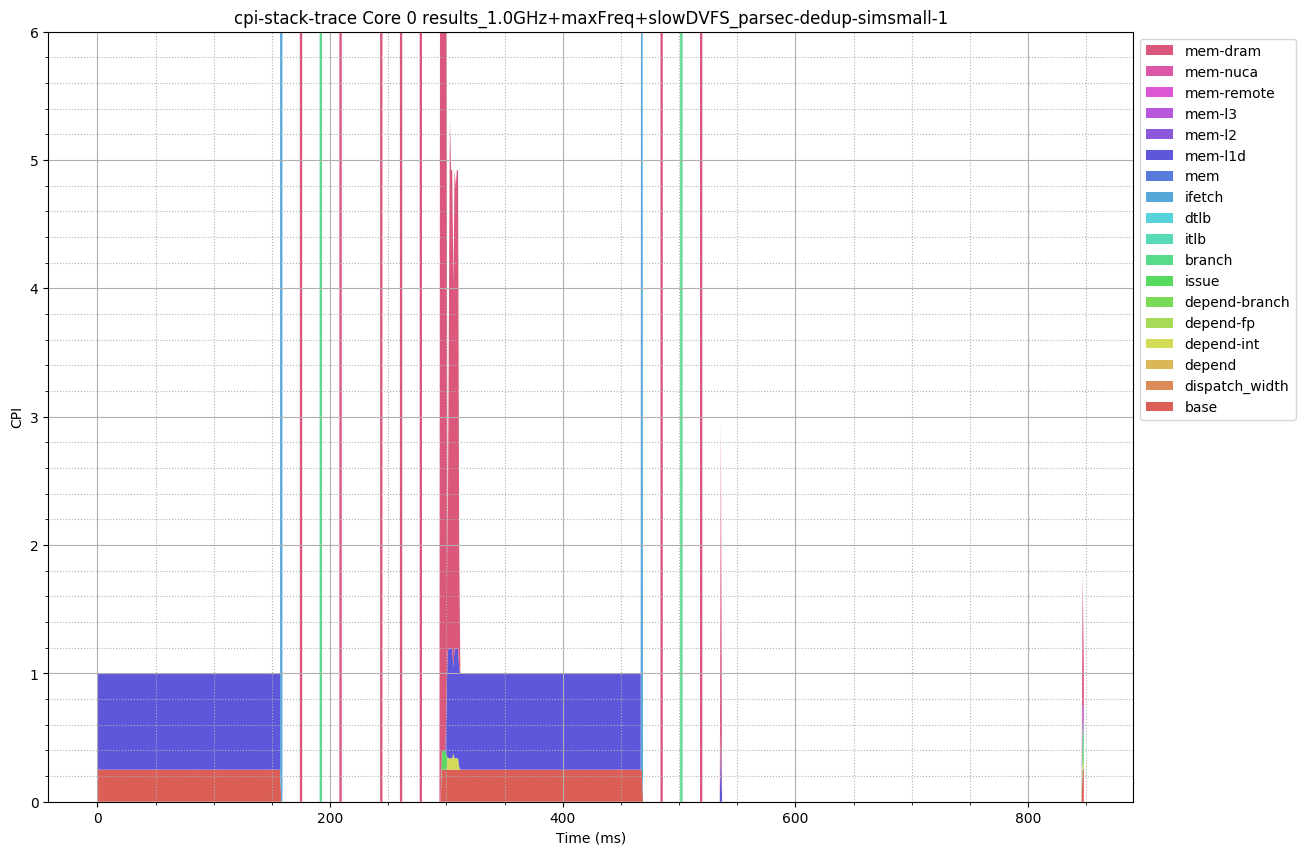 cpi-stack-trace Core 0 results_1.0GHz+maxFreq+slowDVFS_parsec-dedup-simsmall-1
6
5
4
3
2
1
0
CPI
0 200 400 600 800
Time (ms)
mem-dram
mem-nuca
mem-remote
mem-l3
mem-l2
mem-l1d
mem
ifetch
dtlb
itlb
branch
issue
depend-branch
depend-fp
depend-int
depend
dispatch_width
base